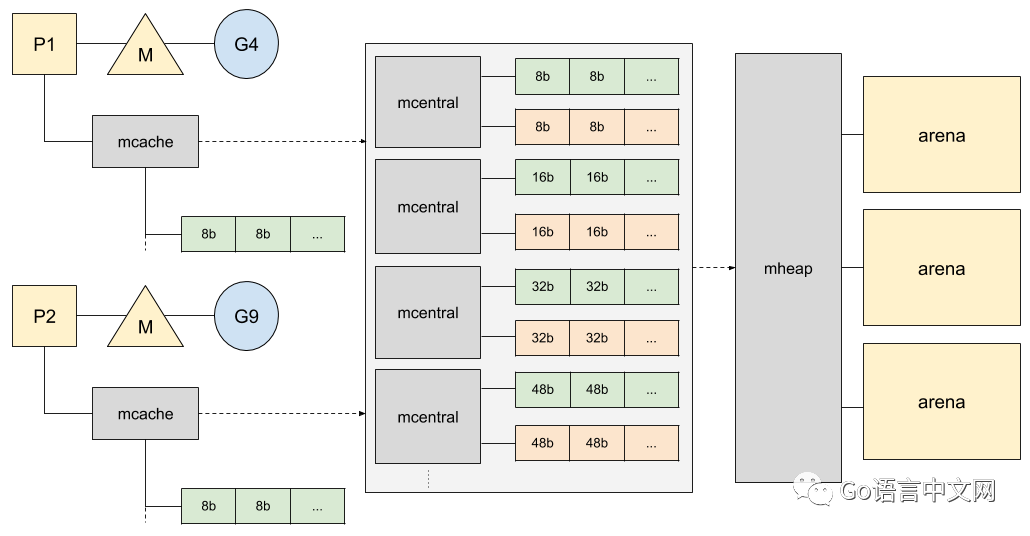 P1
M
G4
mcache
8b 8b ...
P2
M
G9
mcache
8b 8b ...
mcentral
8b 8b ...
8b 8b ...
mcentral
16b 16b ...
16b 16b ...
mcentral
32b 32b ...
32b 32b ...
mcentral
48b 48b ...
48b 48b ...
mheap
arena
arena
arena
Go语言中文网